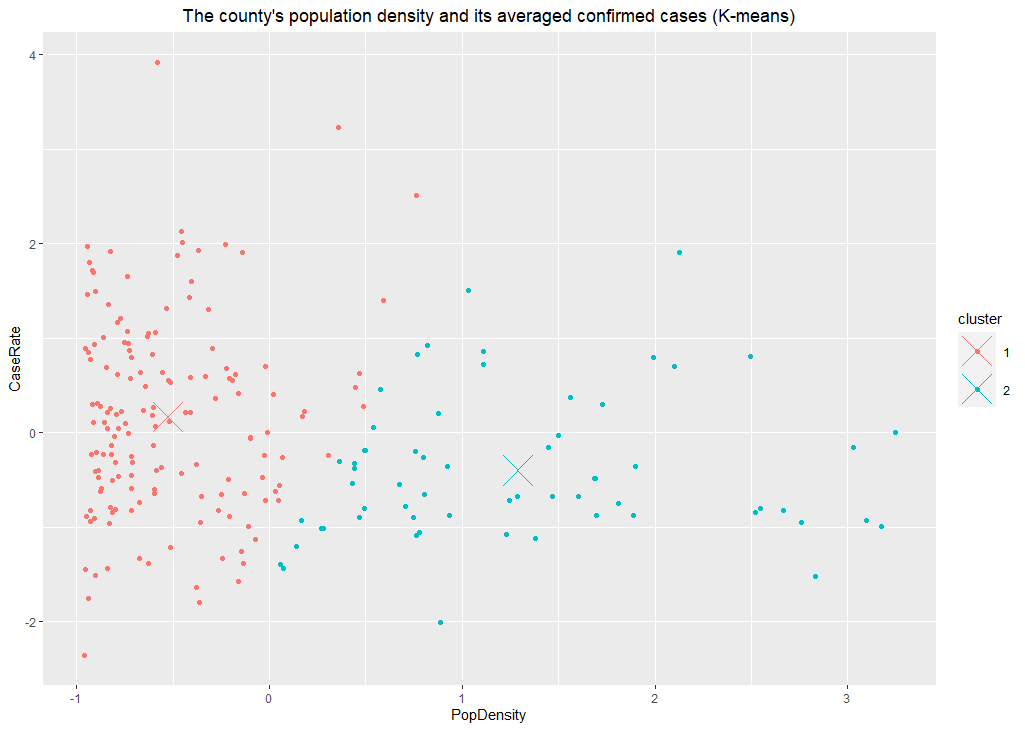 The county's population density and its averaged confirmed cases (K-means)
4
2
0
-2
CaseRate
-1
0
1
2
3
PopDensity
cluster
1
2